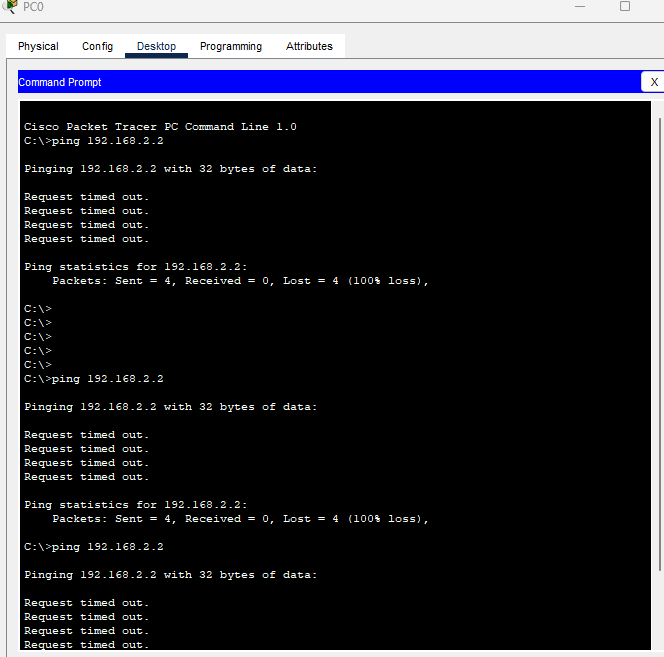 PC0
Physical Config Desktop Programming Attributes
Command Prompt X
Cisco Packet Tracer PC Command Line 1.0
C:\>ping 192.168.2.2
Pinging 192.168.2.2 with 32 bytes of data:
Request timed out.
Request timed out.
Request timed out.
Request timed out.
Ping statistics for 192.168.2.2:
    Packets: Sent = 4, Received = 0, Lost = 4 (100% loss),
C:\>
C:\>
C:\>
C:\>
C:\>
C:\>ping 192.168.2.2
Pinging 192.168.2.2 with 32 bytes of data:
Request timed out.
Request timed out.
Request timed out.
Request timed out.
Ping statistics for 192.168.2.2:
    Packets: Sent = 4, Received = 0, Lost = 4 (100% loss),
C:\>ping 192.168.2.2
Pinging 192.168.2.2 with 32 bytes of data:
Request timed out.
Request timed out.
Request timed out.
Request timed out.